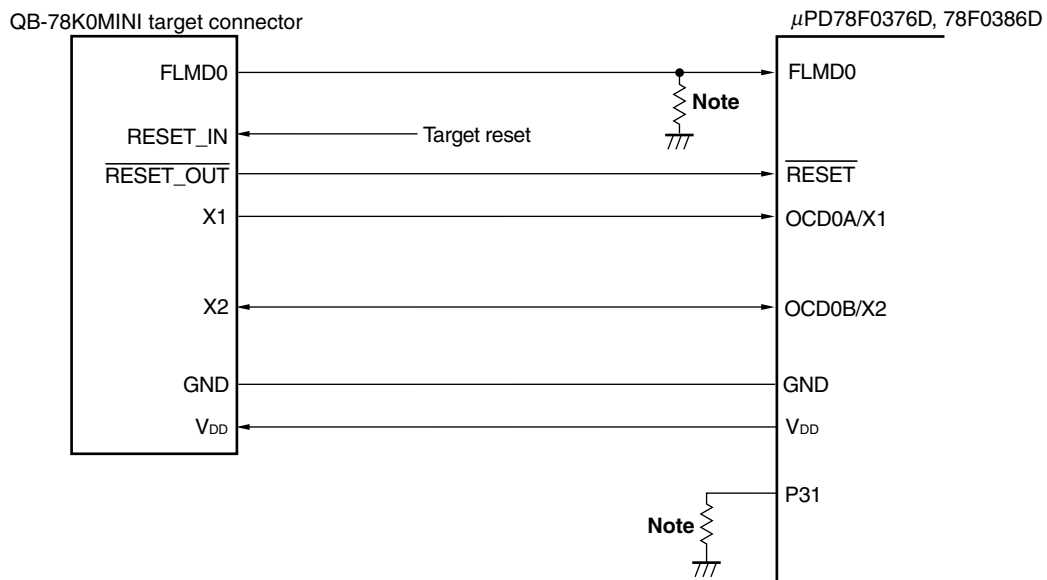 QB-78K0MINI target connector
μPD78F0376D, 78F0386D
FLMD0
FLMD0
Note
RESET_IN
Target reset
RESET_OUT
RESET
X1
OCD0A/X1
X2
OCD0B/X2
GND
GND
VDD
VDD
P31
Note